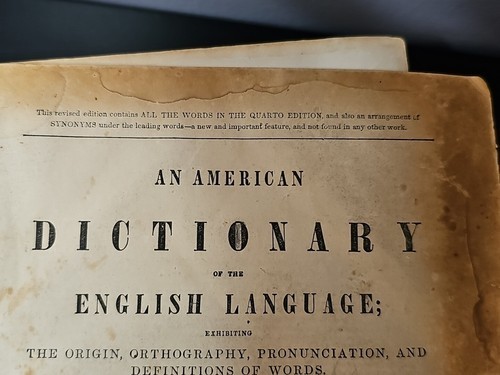 This revised edition contains ALL THE WORDS IN THE QUARTO EDITION, and also an arrangement of
SYNONYMS under the leading words—a new and important feature, and not found in any other work.
AN AMERICAN
DICTIONARY
OF THE
ENGLISH LANGUAGE;
EXHIBITING
THE ORIGIN, ORTHOGRAPHY, PRONUNCIATION, AND
DEFINITIONS OF WORDS.